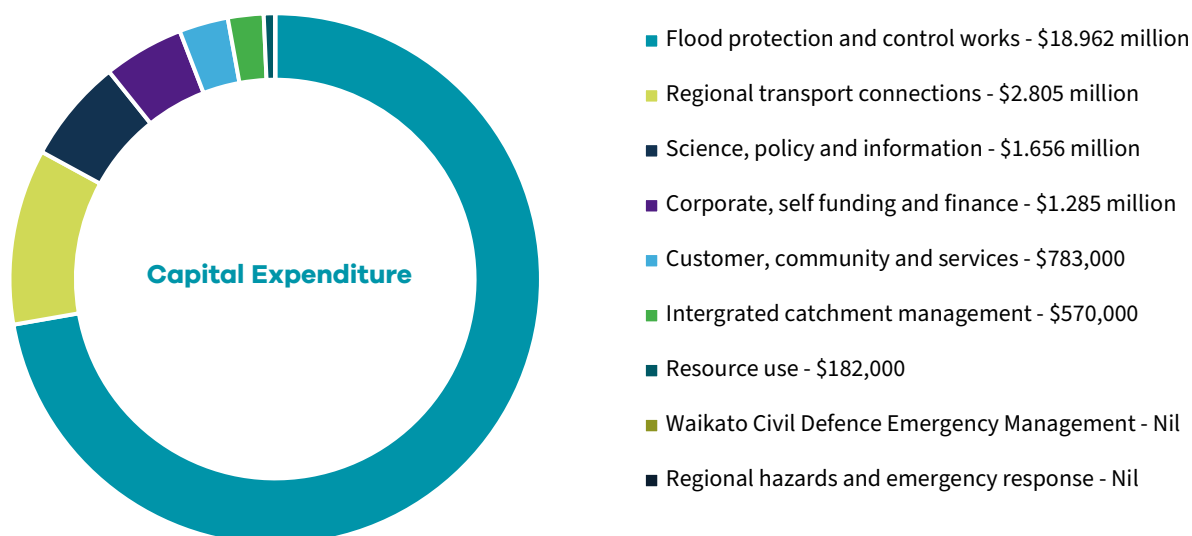 Capital Expenditure
Flood protection and control works - $18.962 million
Regional transport connections - $2.805 million
Science, policy and information - $1.656 million
Corporate, self funding and finance - $1.285 million
Customer, community and services - $783,000
Intergrated catchment management - $570,000
Resource use - $182,000
Waikato Civil Defence Emergency Management - Nil
Regional hazards and emergency response - Nil